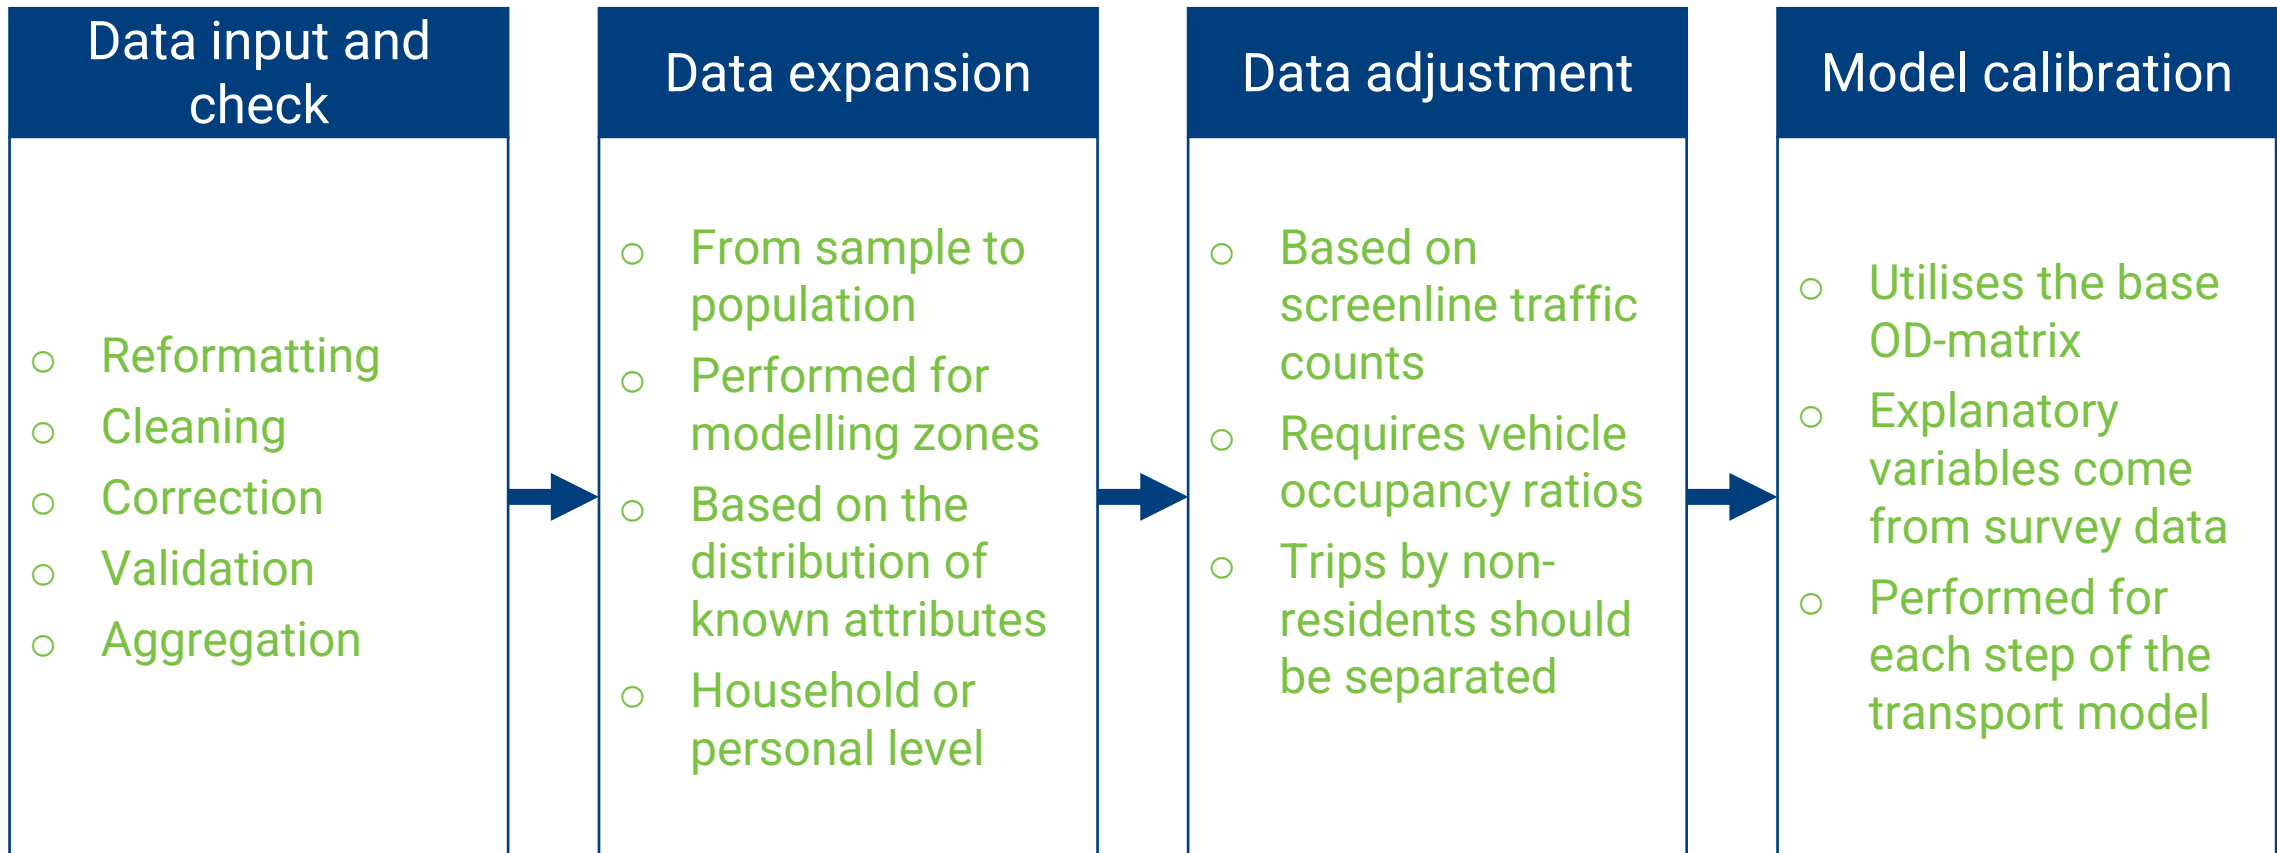 Data input and
check
○ Reformatting
○ Cleaning
○ Correction
○ Validation
○ Aggregation
Data expansion
○ From sample to
population
○ Performed for
modelling zones
○ Based on the
distribution of
known attributes
○ Household or
personal level
Data adjustment
○ Based on
screenline traffic
counts
○ Requires vehicle
occupancy ratios
○ Trips by non-
residents should
be separated
Model calibration
○ Utilises the base
OD-matrix
○ Explanatory
variables come
from survey data
○ Performed for
each step of the
transport model